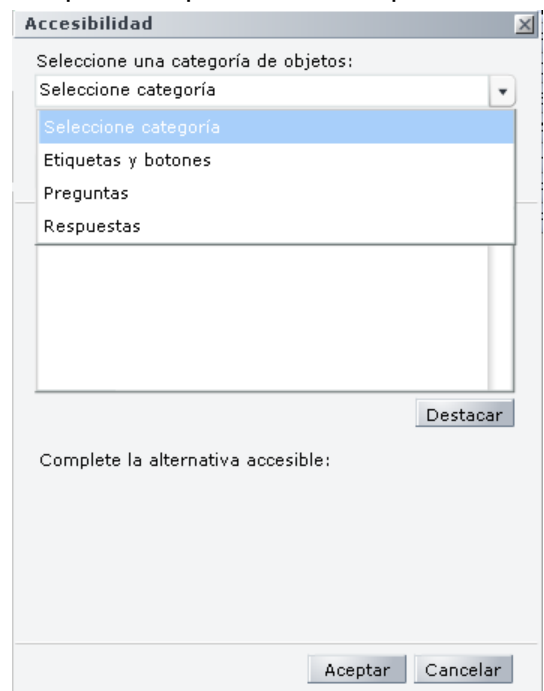 Accesibilidad
Seleccione una categoría de objetos:
Seleccione categoría
Seleccione categoría
Etiquetas y botones
Preguntas
Respuestas
Destacar
Complete la alternativa accesible:
Aceptar Cancelar